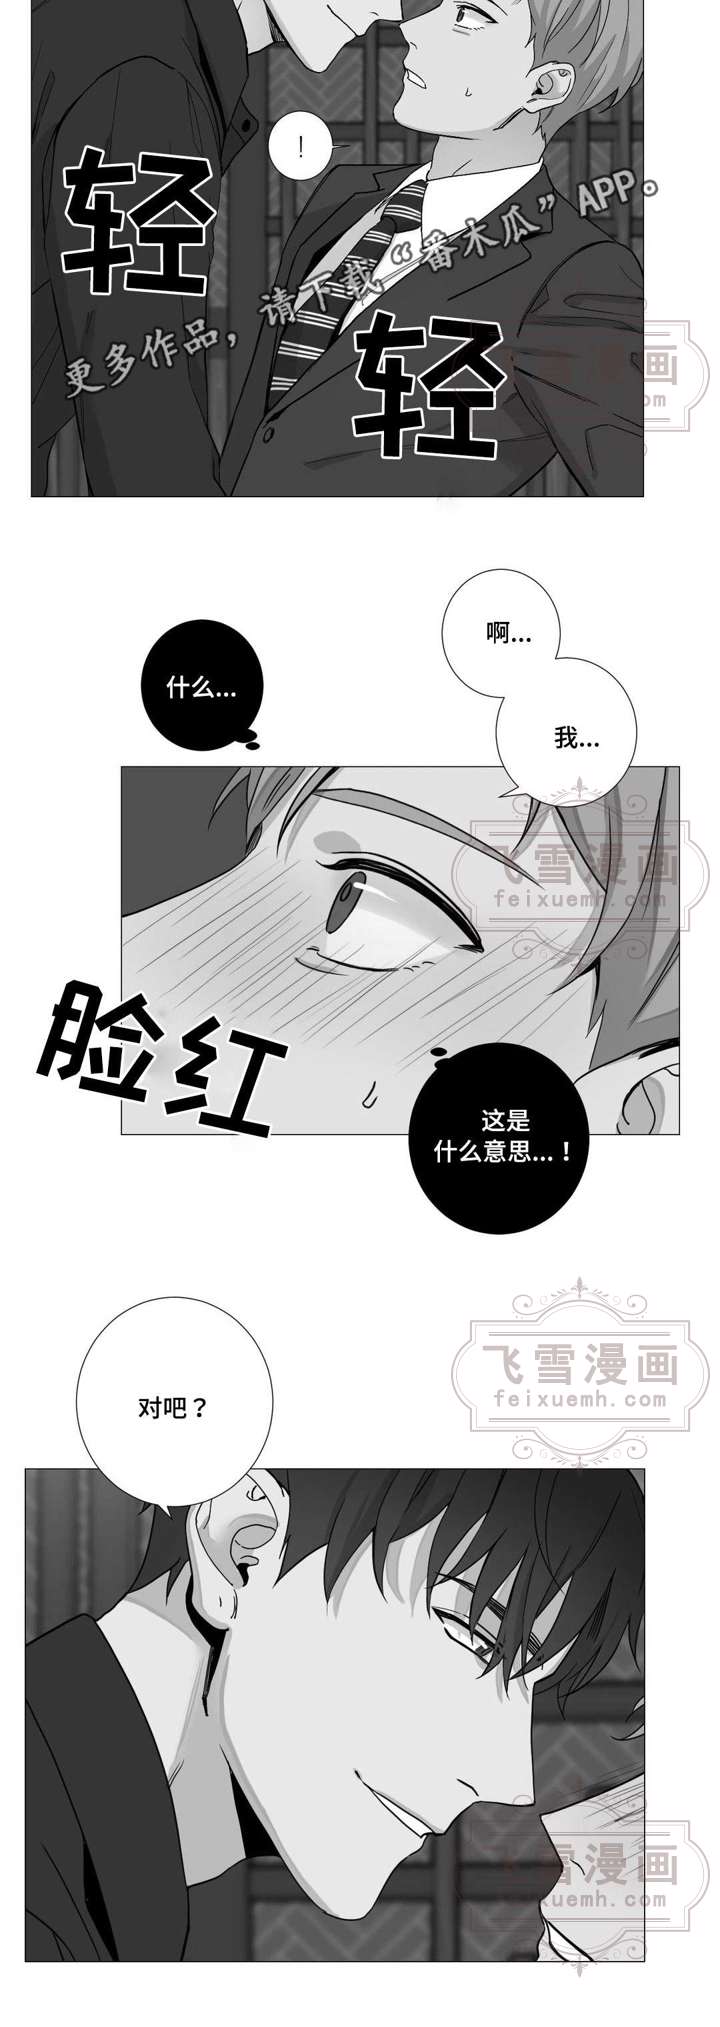 !
轻
更多作品，请下载“番木瓜”APP。
轻
飞雪漫画
feixuemh.com
啊...
什么...
我...
飞雪漫画
feixuemh.com
脸红
这是
什么意思...！
飞雪漫画
feixuemh.com
对吧？
飞雪漫画
feixuemh.com